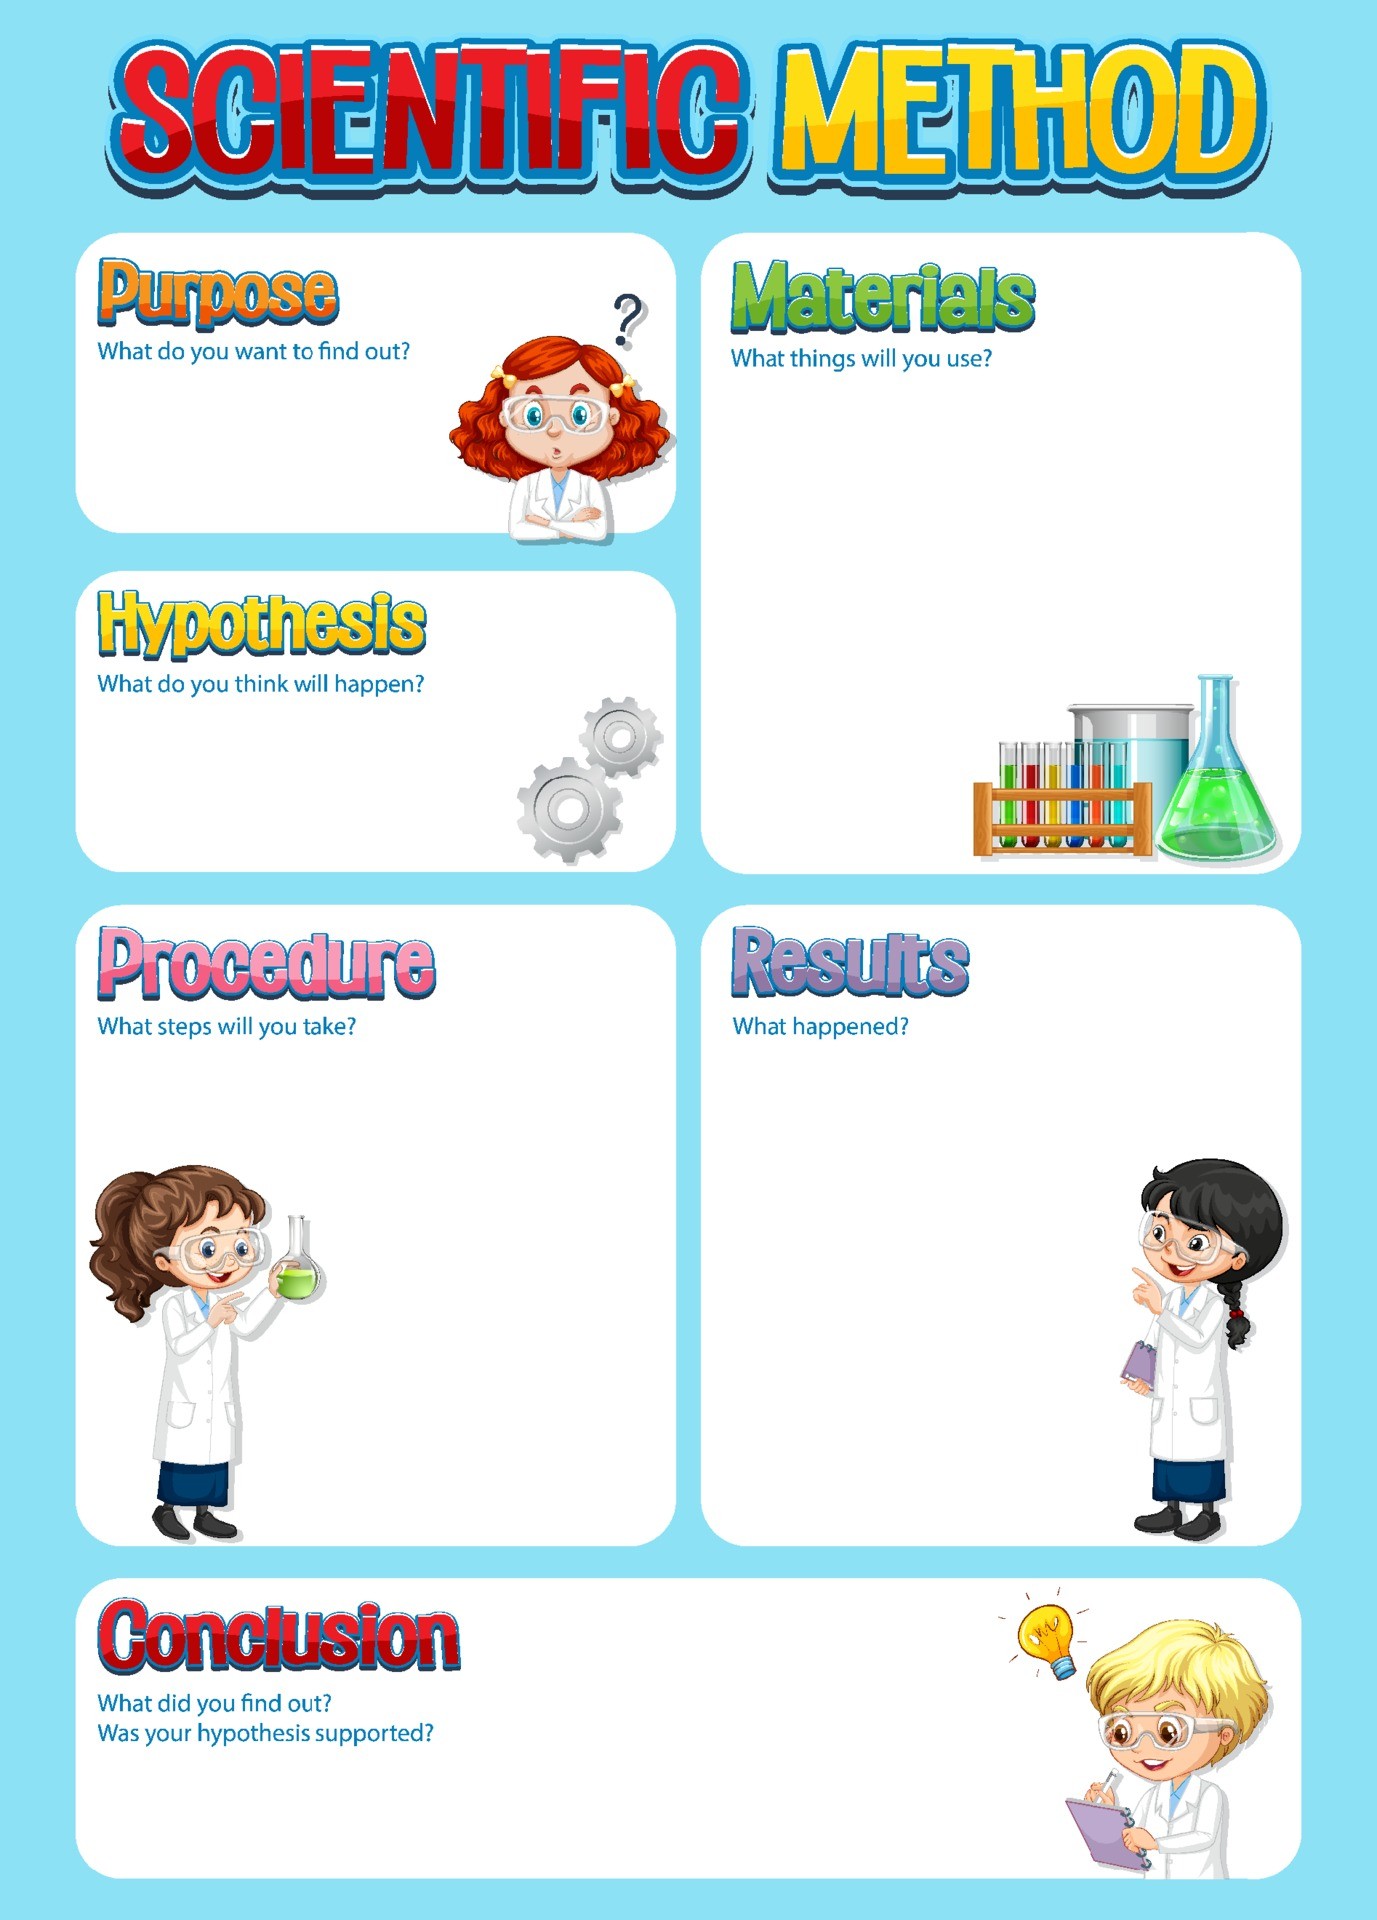 SCIENTIFIC METHOD
Purpose
What do you want to find out?
?
Materials
What things will you use?
Hypothesis
What do you think will happen?
Procedure
What steps will you take?
Results
What happened?
Conclusion
What did you find out?
Was your hypothesis supported?